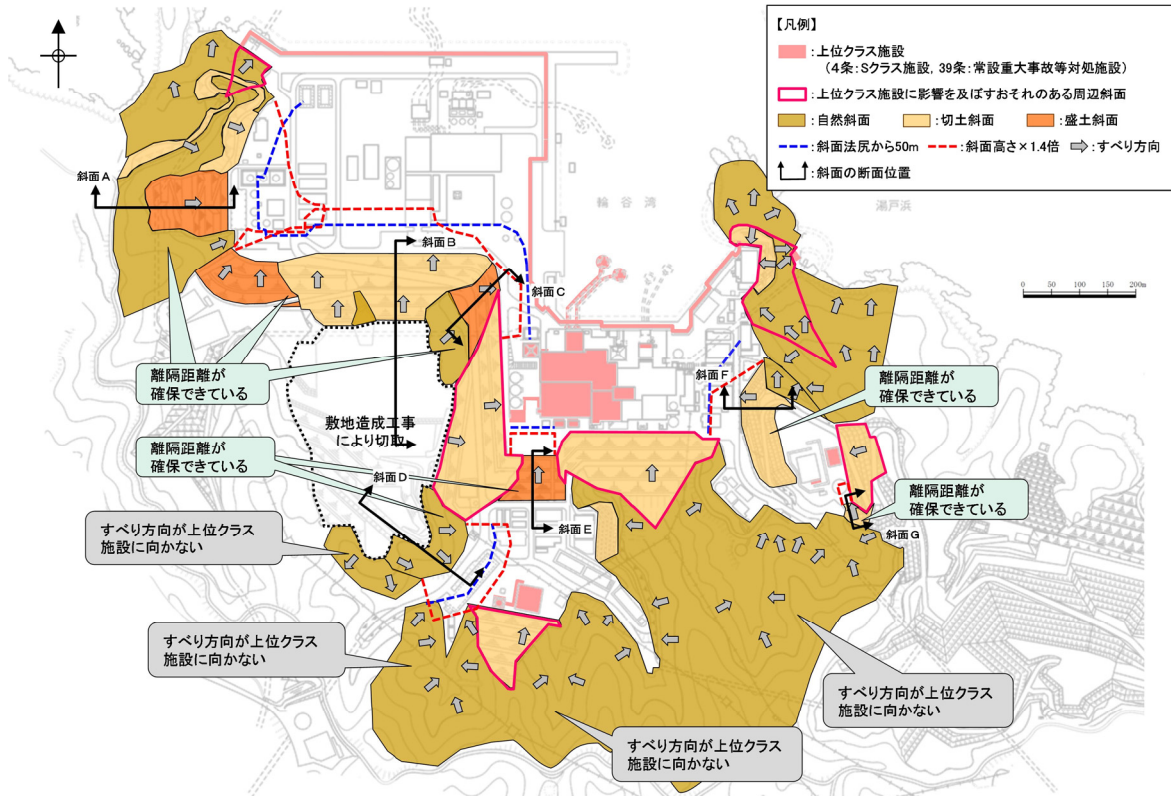 【凡例】
：上位クラス施設
（4条：Sクラス施設，39条：常設重大事故等対処施設）
：上位クラス施設に影響を及ぼすおそれのある周辺斜面
：自然斜面
：切土斜面
：盛土斜面
：斜面法尻から50m
：斜面高さ×1.4倍
：すべり方向
：斜面の断面位置
輪谷湾
湯戸浜
0
50
100
150
200m
斜面A
斜面B
斜面C
斜面F
離隔距離が
確保できている
離隔距離が
確保できている
敷地造成工事
により切取
離隔距離が
確保できている
斜面D
斜面E
離隔距離が
確保できている
斜面G
すべり方向が上位クラス
施設に向かない
すべり方向が上位クラス
施設に向かない
すべり方向が上位クラス
施設に向かない
すべり方向が上位クラス
施設に向かない